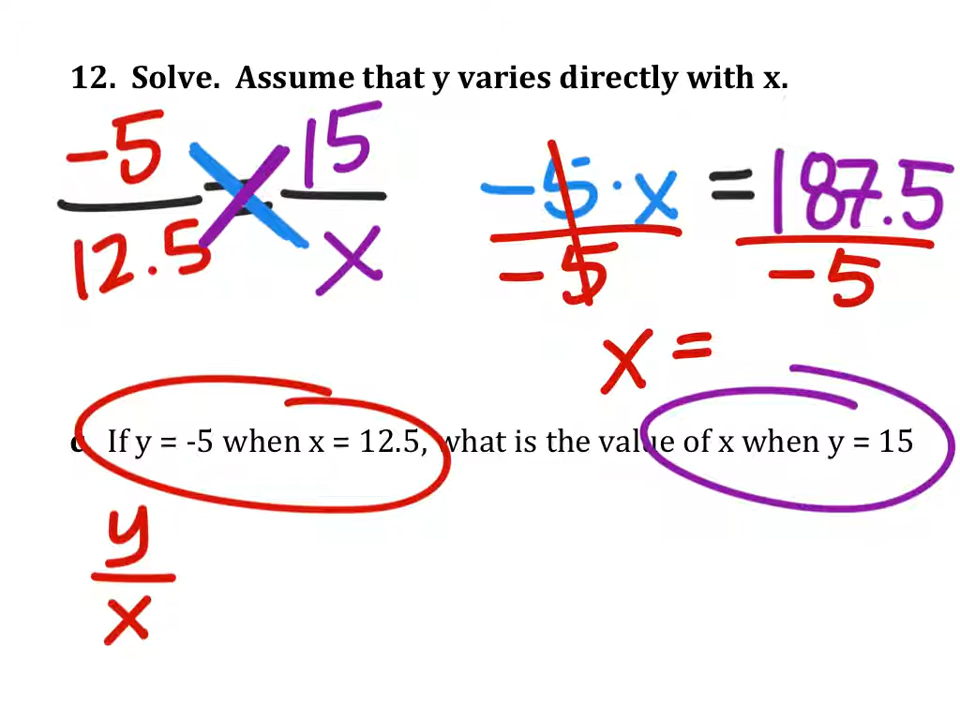 12. Solve. Assume that y varies directly with x.
-5 = 15
12.5 x
-5 · x = 187.5
-5 -5
x =
c. If y = -5 when x = 12.5, what is the value of x when y = 15
y
x